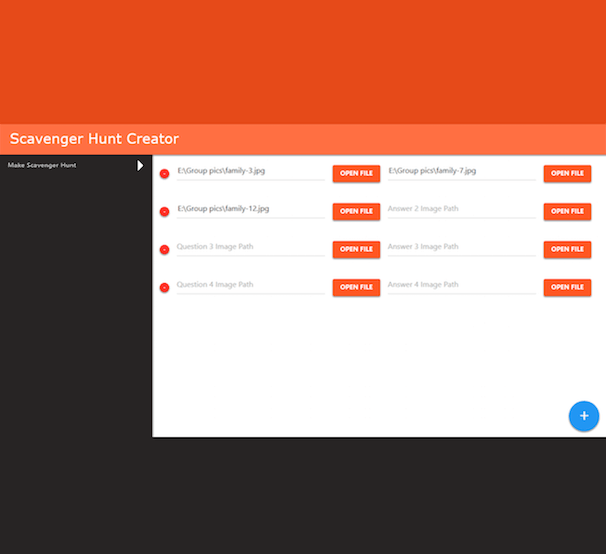 Scavenger Hunt Creator
Make Scavenger Hunt
E:\Group pics\family-3.jpg OPEN FILE E:\Group pics\family-7.jpg OPEN FILE
E:\Group pics\family-12.jpg OPEN FILE Answer 2 Image Path OPEN FILE
Question 3 Image Path OPEN FILE Answer 3 Image Path OPEN FILE
Question 4 Image Path OPEN FILE Answer 4 Image Path OPEN FILE
+